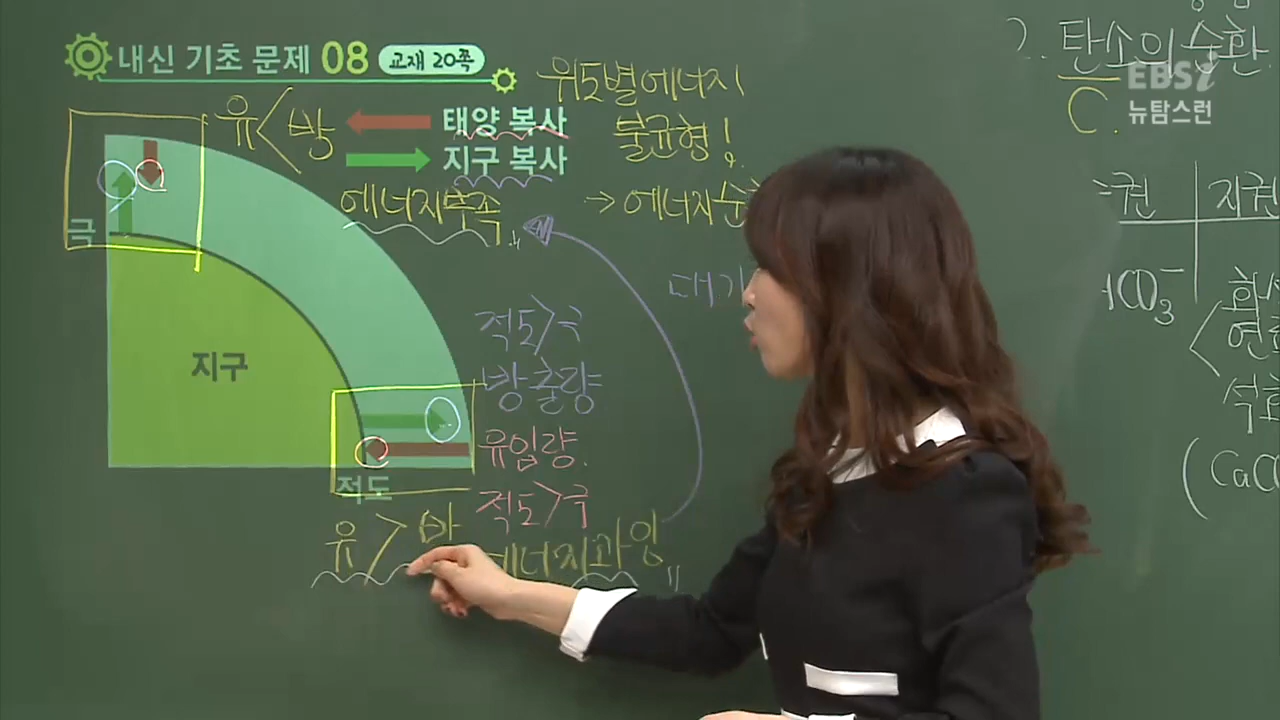 내신 기초 문제 08 교재 20쪽
위도별에너지
불균형!
유<방
태양 복사
지구 복사
에너지부족
→에너지순
극
지구
적도
대기
적도>극
방출량
유입량.
적도>극
유>방
에너지과잉
2. 탄소의순환
C.
EBSi
뉴탐스런
권
지권
HCO₃⁻
석회
(CaCO